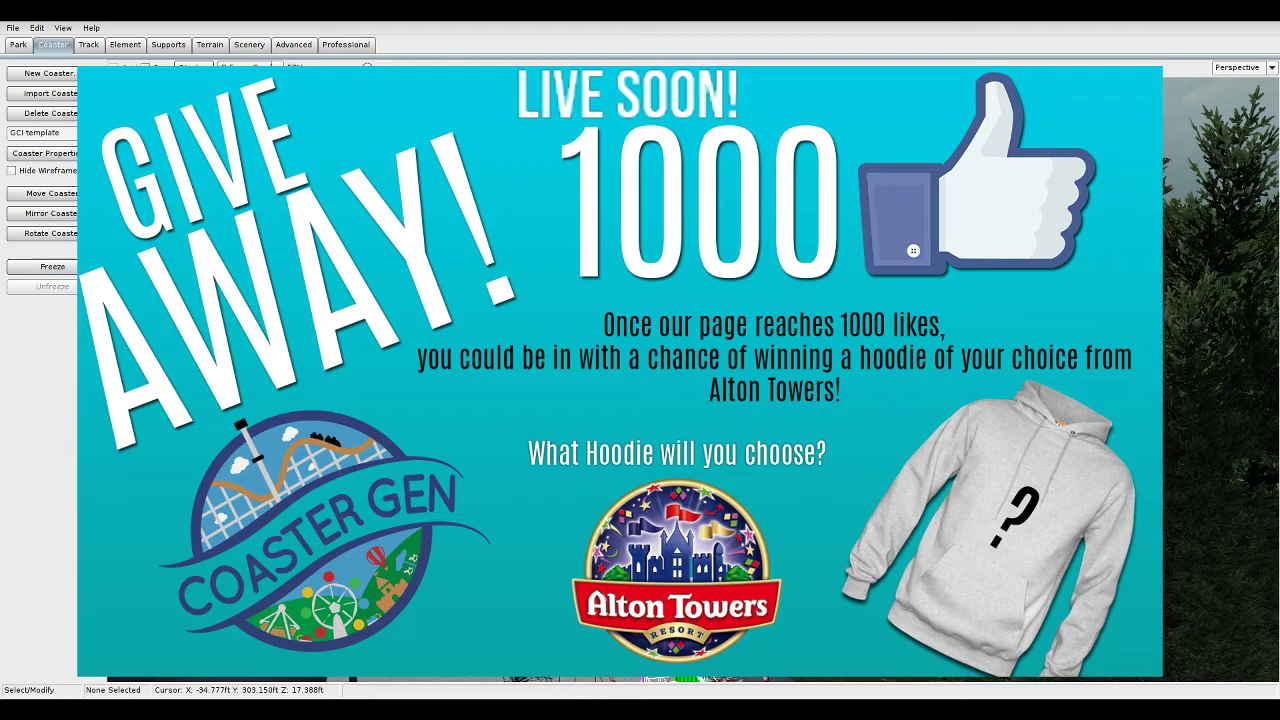 File Edit View Help
Park Coaster Track Element Supports Terrain Scenery Advanced Professional
Perspective
New Coaster..
Import Coaste
Delete Coaste
GCI template
Coaster Properti
Hide Wireframe
Move Coaster
Mirror Coaste
Rotate Coaste
Freeze
Unfreeze
GIVE
AWAY!
LIVE SOON!
1000
Once our page reaches 1000 likes,
you could be in with a chance of winning a hoodie of your choice from
Alton Towers!
What Hoodie will you choose?
COASTER GEN
Alton Towers
RESORT
?
Select/Modify None Selected Cursor: X: -34.777ft Y: 303.150ft Z: 17.388ft